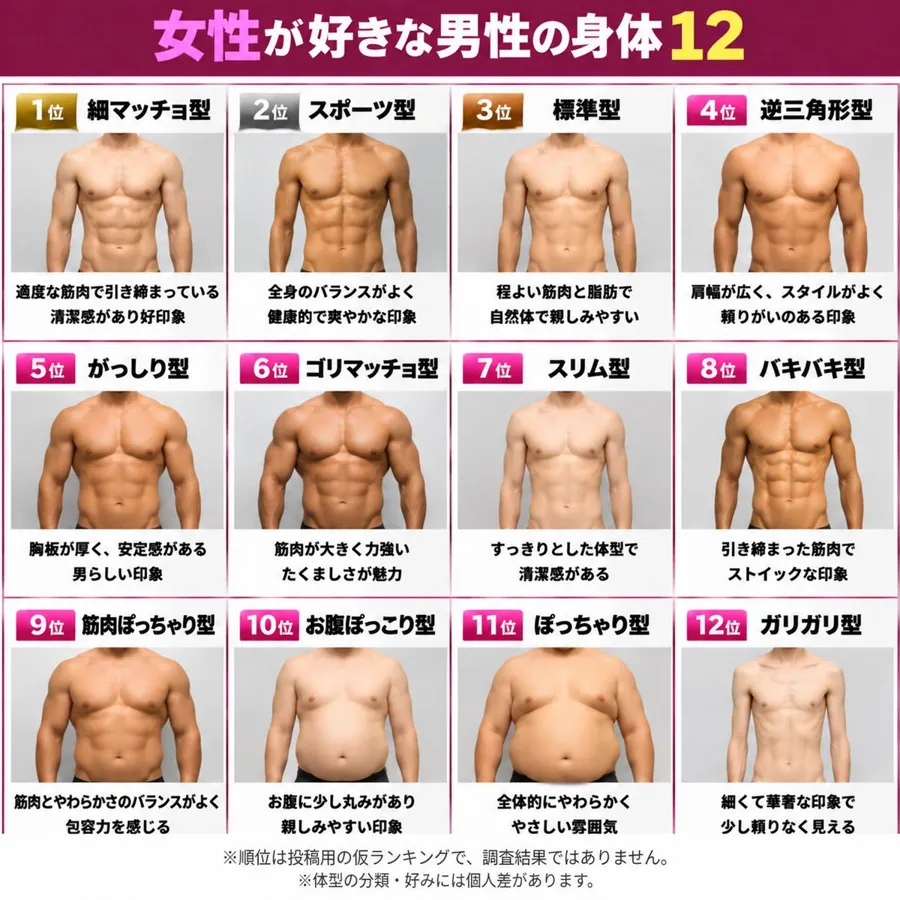 女性が好きな男性の身体12
1位 細マッチョ型
適度な筋肉で引き締まっている
清潔感があり好印象
2位 スポーツ型
全身のバランスがよく
健康的で爽やかな印象
3位 標準型
程よい筋肉と脂肪で
自然体で親しみやすい
4位 逆三角形型
肩幅が広く、スタイルがよく
頼りがいのある印象
5位 がっしり型
胸板が厚く、安定感がある
男らしい印象
6位 ゴリマッチョ型
筋肉が大きく力強い
たくましさが魅力
7位 スリム型
すっきりとした体型で
清潔感がある
8位 バキバキ型
引き締まった筋肉で
ストイックな印象
9位 筋肉ぽっちゃり型
筋肉とやわらかさのバランスがよく
包容力を感じる
10位 お腹ぽっこり型
お腹に少し丸みがあり
親しみやすい印象
11位 ぽっちゃり型
全体的にやわらかく
やさしい雰囲気
12位 ガリガリ型
細くて華奢な印象で
少し頼りなく見える
※順位は投稿用の仮ランキングで、調査結果ではありません。
※体型の分類・好みには個人差があります。